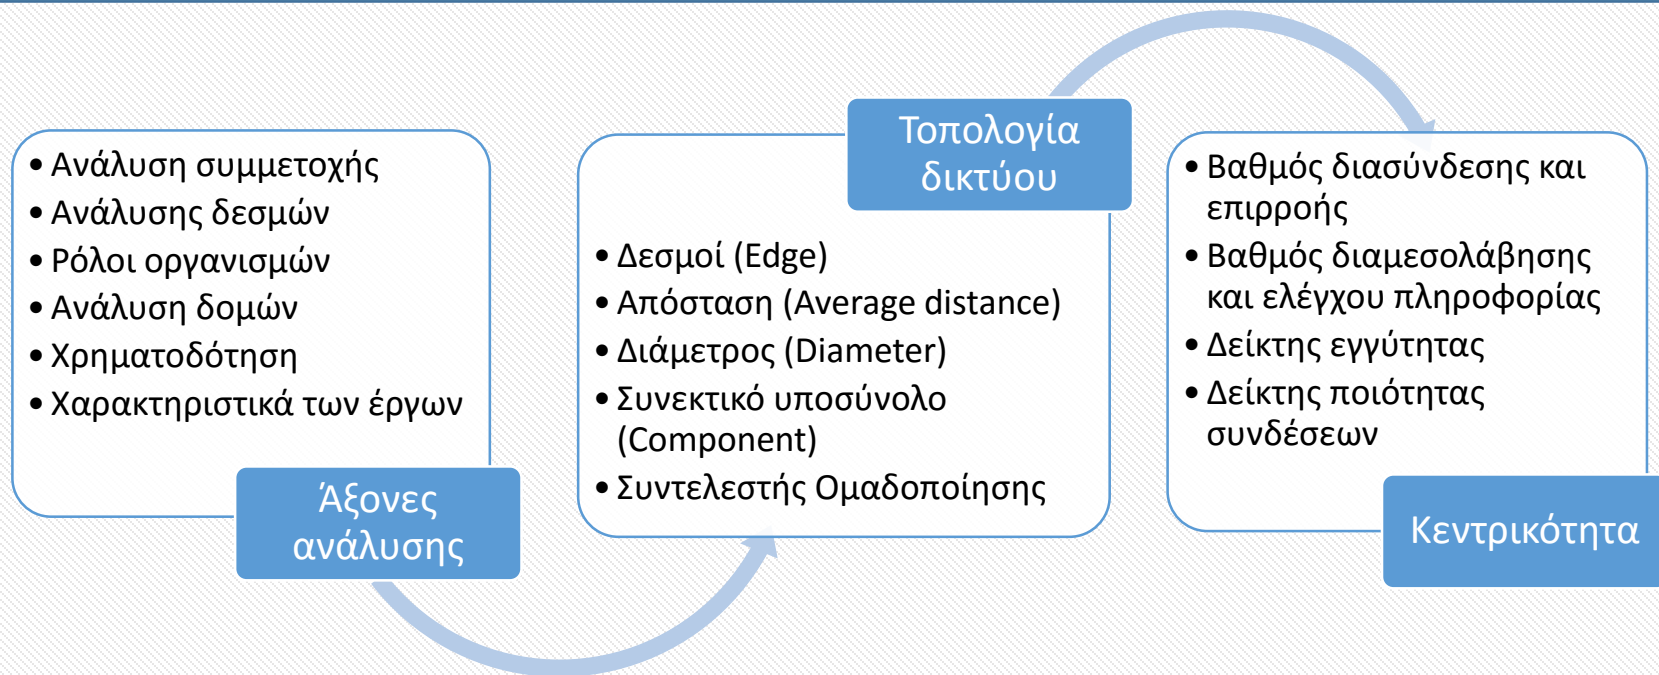 • Ανάλυση συμμετοχής
• Ανάλυσης δεσμών
• Ρόλοι οργανισμών
• Ανάλυση δομών
• Χρηματοδότηση
• Χαρακτηριστικά των έργων
Άξονες
ανάλυσης
Τοπολογία
δικτύου
• Δεσμοί (Edge)
• Απόσταση (Average distance)
• Διάμετρος (Diameter)
• Συνεκτικό υποσύνολο
(Component)
• Συντελεστής Ομαδοποίησης
• Βαθμός διασύνδεσης και
επιρροής
• Βαθμός διαμεσολάβησης
και ελέγχου πληροφορίας
• Δείκτης εγγύτητας
• Δείκτης ποιότητας
συνδέσεων
Κεντρικότητα